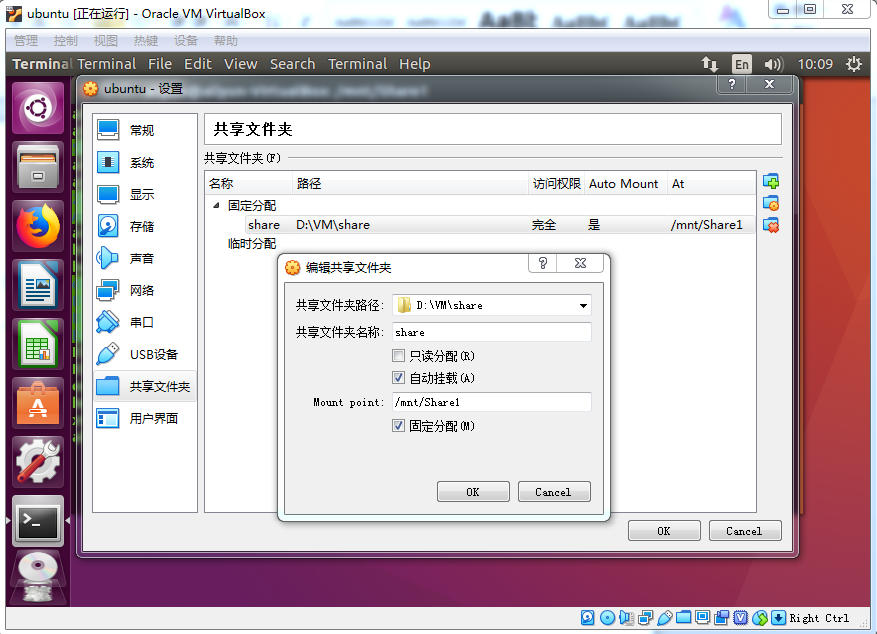 ubuntu [正在运行] - Oracle VM VirtualBox
管理 控制 视图 热键 设备 帮助
Terminal Terminal File Edit View Search Terminal Help En 10:09
ubuntu - 设置
常规
系统
显示
存储
声音
网络
串口
USB设备
共享文件夹
用户界面
共享文件夹
共享文件夹(F)
名称 路径 访问权限 Auto Mount At
固定分配
share D:\VM\share 完全 是 /mnt/Share1
临时分配
编辑共享文件夹
共享文件夹路径: D:\VM\share
共享文件夹名称: share
只读分配(R)
自动挂载(A)
Mount point: /mnt/Share1
固定分配(M)
OK Cancel
OK Cancel
Right Ctrl